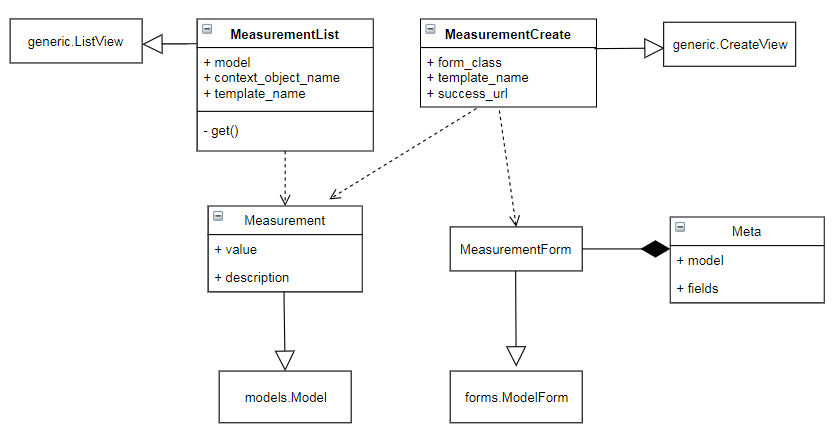 generic.ListView
MeasurementList
+ model
+ context_object_name
+ template_name
- get()
MeasurementCreate
+ form_class
+ template_name
+ success_url
generic.CreateView
Measurement
+ value
+ description
MeasurementForm
Meta
+ model
+ fields
models.Model
forms.ModelForm